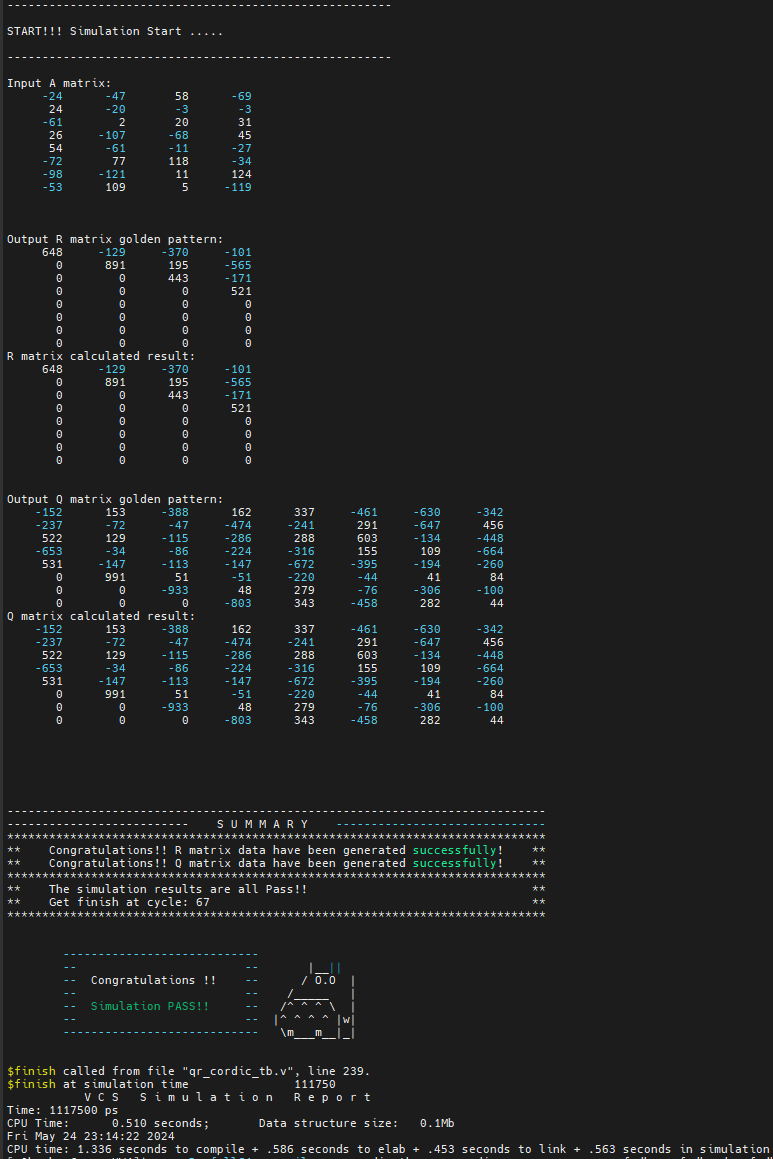 -------------------------------------------------------
START!!! Simulation Start .....
-------------------------------------------------------
Input A matrix:
-24 -47 58 -69
24 -20 -3 -3
-61 2 20 31
26 -107 -68 45
54 -61 -11 -27
-72 77 118 -34
-98 -121 11 124
-53 109 5 -119
Output R matrix golden pattern:
648 -129 -370 -101
0 891 195 -565
0 0 443 -171
0 0 0 521
0 0 0 0
0 0 0 0
0 0 0 0
0 0 0 0
R matrix calculated result:
648 -129 -370 -101
0 891 195 -565
0 0 443 -171
0 0 0 521
0 0 0 0
0 0 0 0
0 0 0 0
0 0 0 0
Output Q matrix golden pattern:
-152 153 -388 162 337 -461 -630 -342
-237 -72 -47 -474 -241 291 -647 456
522 129 -115 -286 288 603 -134 -448
-653 -34 -86 -224 -316 155 109 -664
531 -147 -113 -147 -672 -395 -194 -260
0 991 51 -51 -220 -44 41 84
0 0 -933 48 279 -76 -306 -100
0 0 0 -803 343 -458 282 44
Q matrix calculated result:
-152 153 -388 162 337 -461 -630 -342
-237 -72 -47 -474 -241 291 -647 456
522 129 -115 -286 288 603 -134 -448
-653 -34 -86 -224 -316 155 109 -664
531 -147 -113 -147 -672 -395 -194 -260
0 991 51 -51 -220 -44 41 84
0 0 -933 48 279 -76 -306 -100
0 0 0 -803 343 -458 282 44
-----------------------------------------------------------------------------
--------------------------    S U M M A R Y    ------------------------------
*****************************************************************************
**    Congratulations!! R matrix data have been generated successfully!    **
**    Congratulations!! Q matrix data have been generated successfully!    **
*****************************************************************************
**    The simulation results are all Pass!!                                **
**    Get finish at cycle: 67                                              **
*****************************************************************************
----------------------------
--                        --       |__||
--  Congratulations !!    --      / O.O  |
--                        --    /_____   |
--  Simulation PASS!!     --   /^ ^ ^ \  |
--                        --  |^ ^ ^ ^ |w|
----------------------------   \m___m__|_|
$finish called from file "qr_cordic_tb.v", line 239.
$finish at simulation time 111750
V C S   S i m u l a t i o n   R e p o r t
Time: 1117500 ps
CPU Time: 0.510 seconds; Data structure size: 0.1Mb
Fri May 24 23:14:22 2024
CPU time: 1.336 seconds to compile + .586 seconds to elab + .453 seconds to link + .563 seconds in simulation